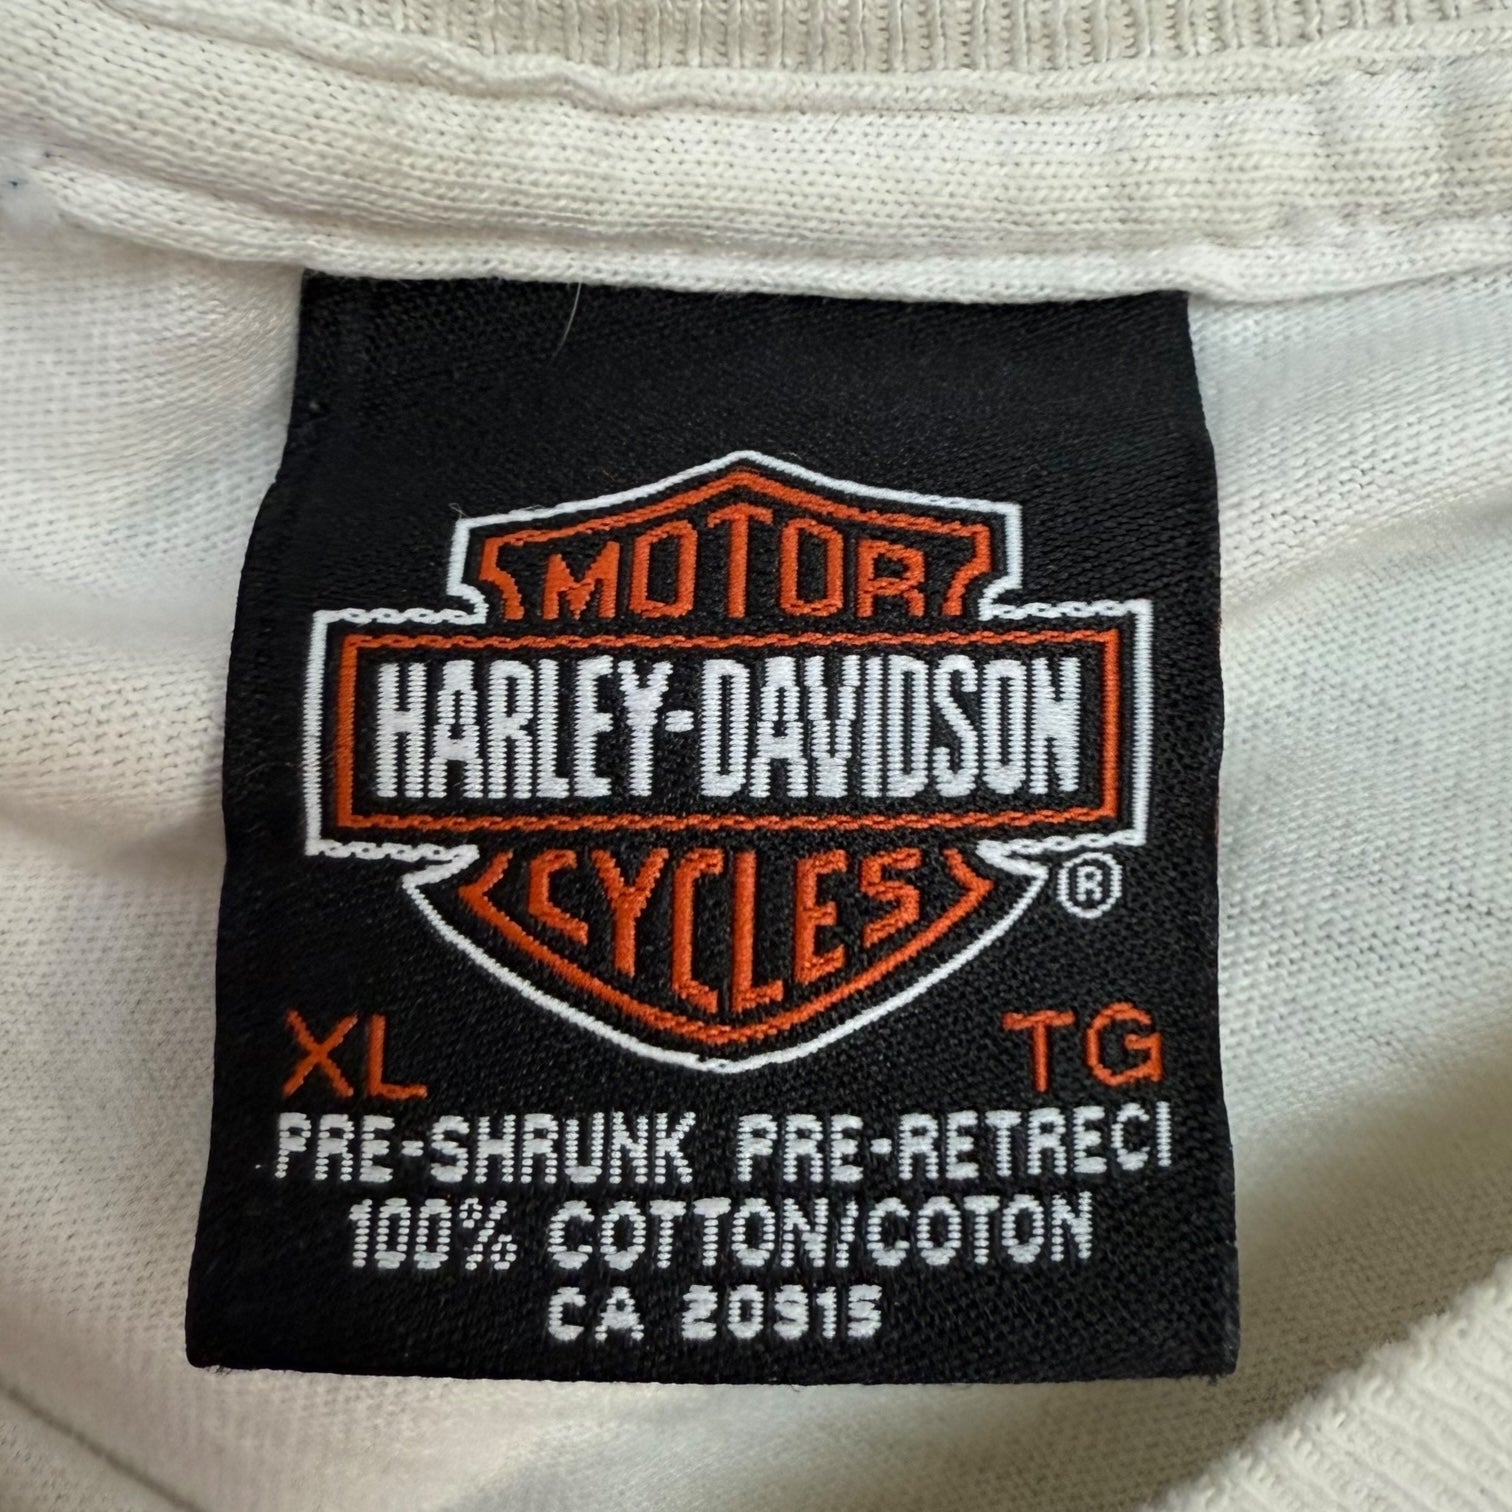 MOTOR
HARLEY-DAVIDSON
CYCLES
®
XL TG
PRE-SHRUNK PRE-RETRECI
100% COTTON/COTON
CA 20915